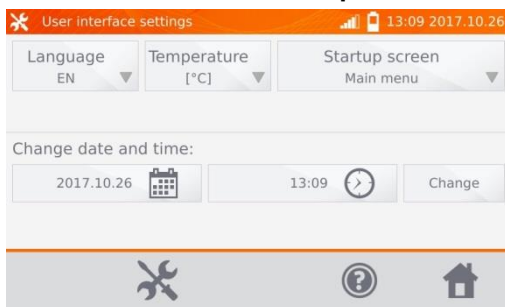 User interface settings
13:09 2017.10.26
Language
EN
Temperature
[°C]
Startup screen
Main menu
Change date and time:
2017.10.26
13:09
Change